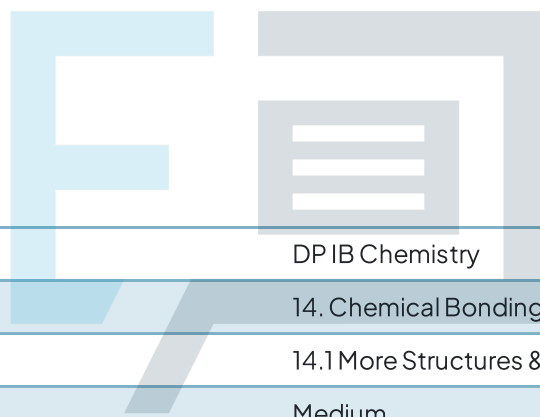 DP IB Chemistry
14. Chemical Bonding
14.1 More Structures &
Medium